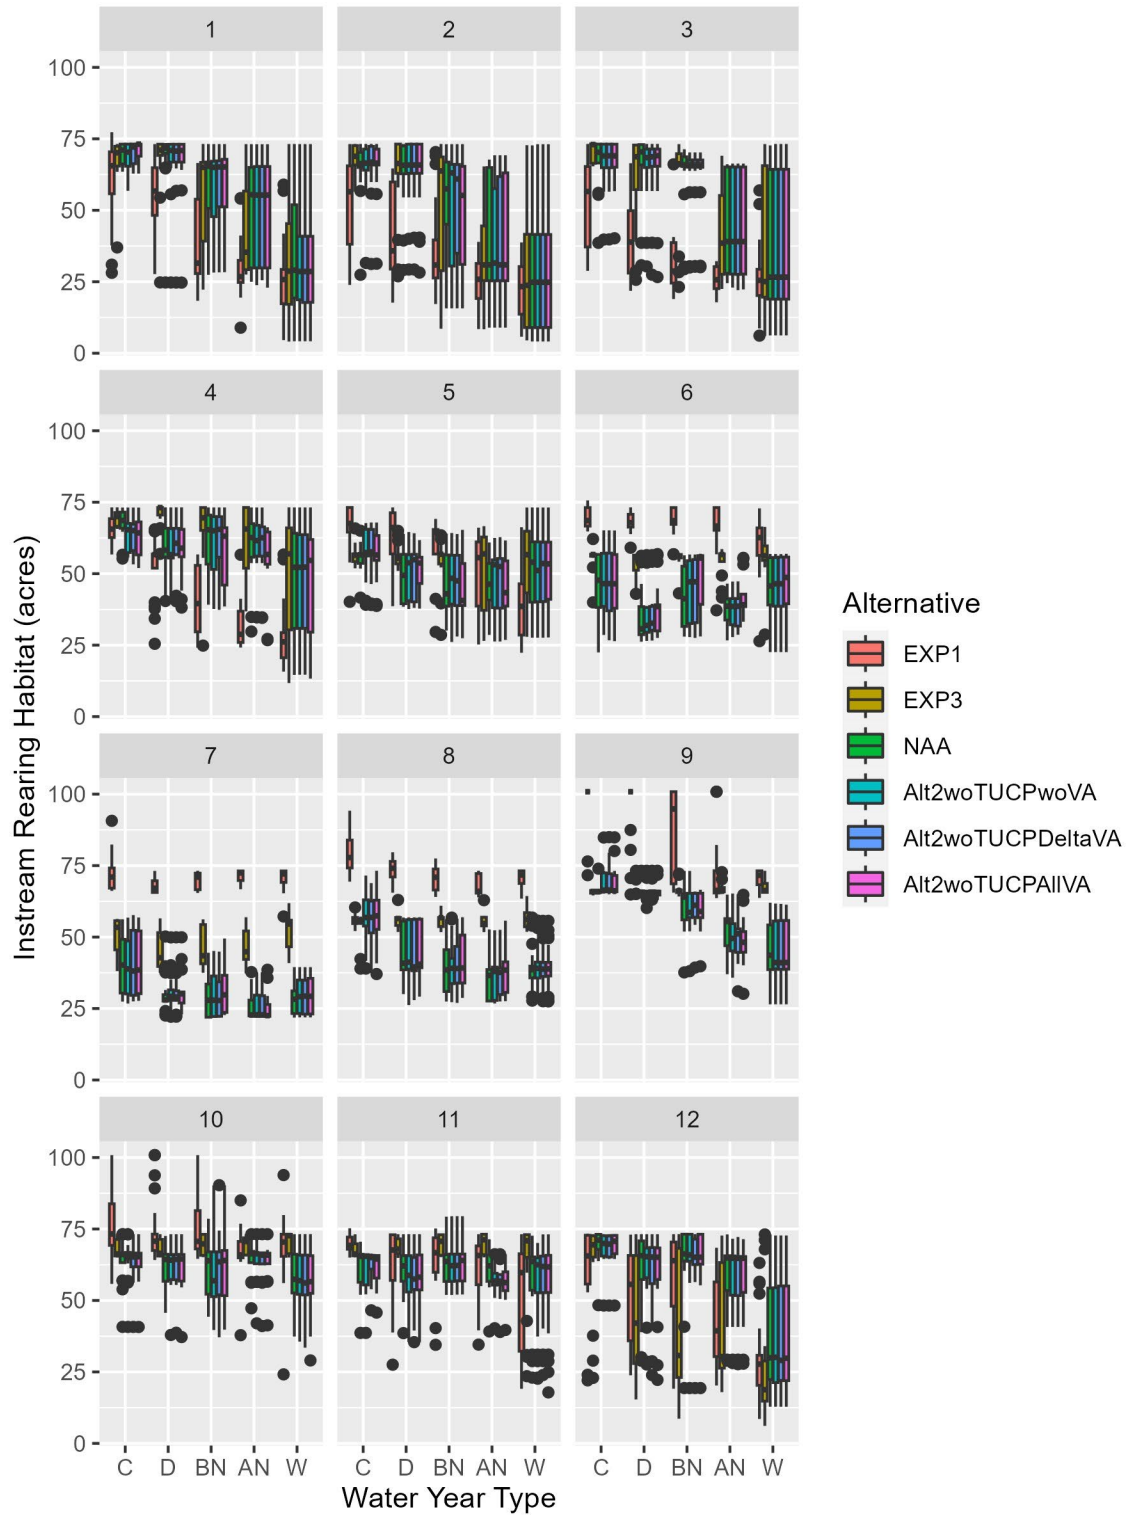 1 2 3
100
75
50
25
0
4 5 6
100
75
50
25
0
7 8 9
100
75
50
25
0
10 11 12
100
75
50
25
0
C D BN AN W C D BN AN W C D BN AN W
Water Year Type
Instream Rearing Habitat (acres)
Alternative
EXP1
EXP3
NAA
Alt2woTUCPwoVA
Alt2woTUCPDeltaVA
Alt2woTUCPAllVA